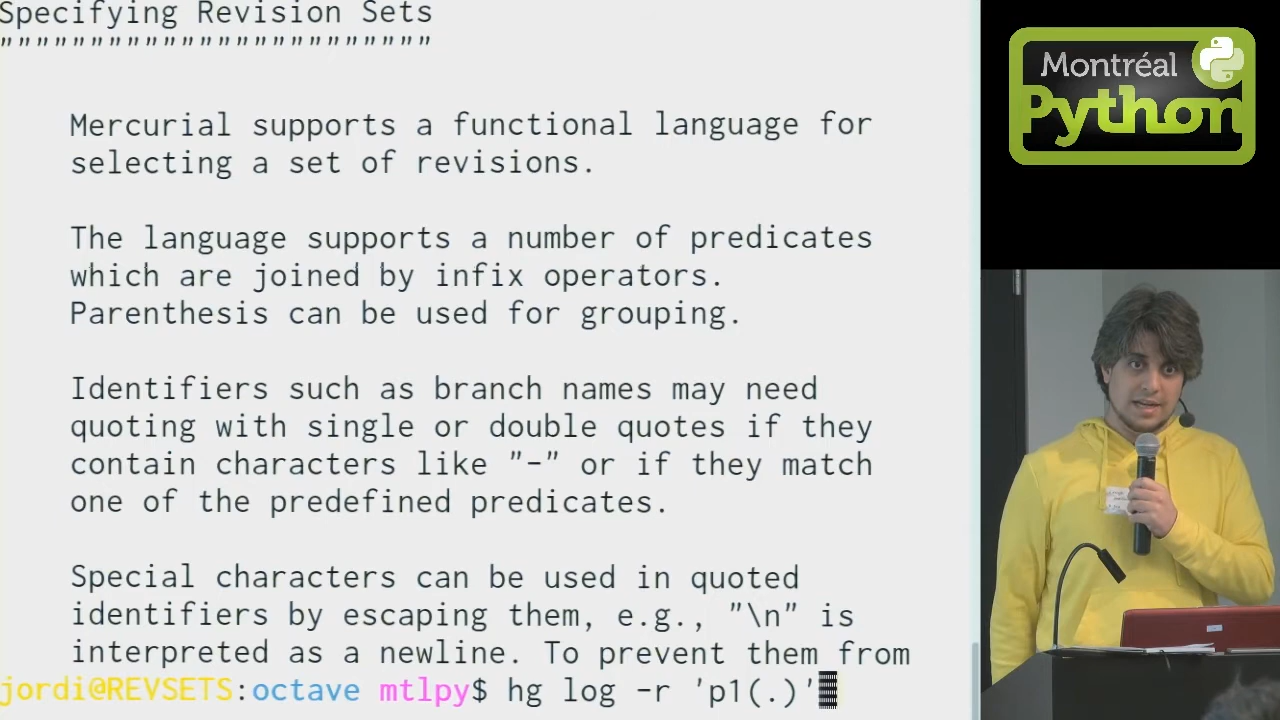 Specifying Revision Sets
""""""""""""""""""""""""
Mercurial supports a functional language for
selecting a set of revisions.
The language supports a number of predicates
which are joined by infix operators.
Parenthesis can be used for grouping.
Identifiers such as branch names may need
quoting with single or double quotes if they
contain characters like "-" or if they match
one of the predefined predicates.
Special characters can be used in quoted
identifiers by escaping them, e.g., "\n" is
interpreted as a newline. To prevent them from
jordi@REVSETS:octave mtlpy$ hg log -r 'p1(.)'
Montréal
Python